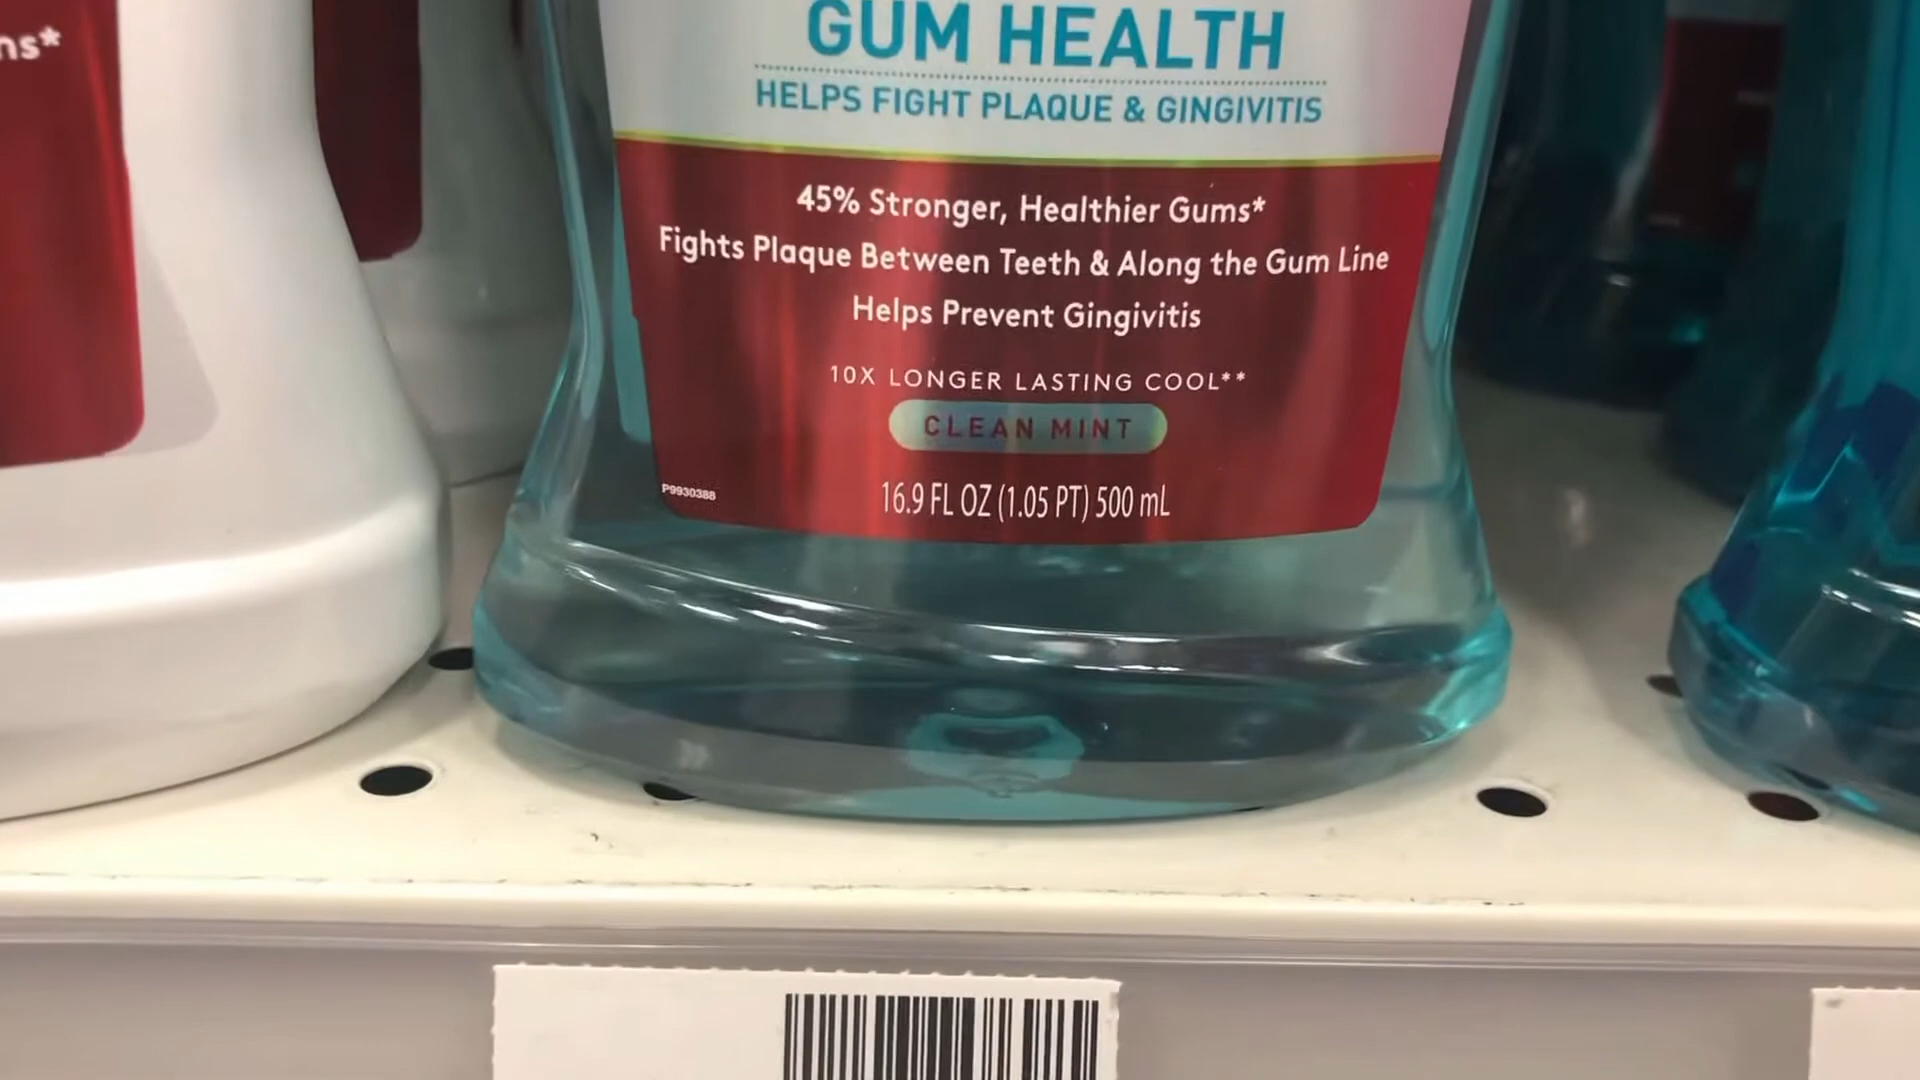 ns*
GUM HEALTH
HELPS FIGHT PLAQUE & GINGIVITIS
45% Stronger, Healthier Gums*
Fights Plaque Between Teeth & Along the Gum Line
Helps Prevent Gingivitis
10X LONGER LASTING COOL**
CLEAN MINT
P9930388
16.9 FL OZ (1.05 PT) 500 mL